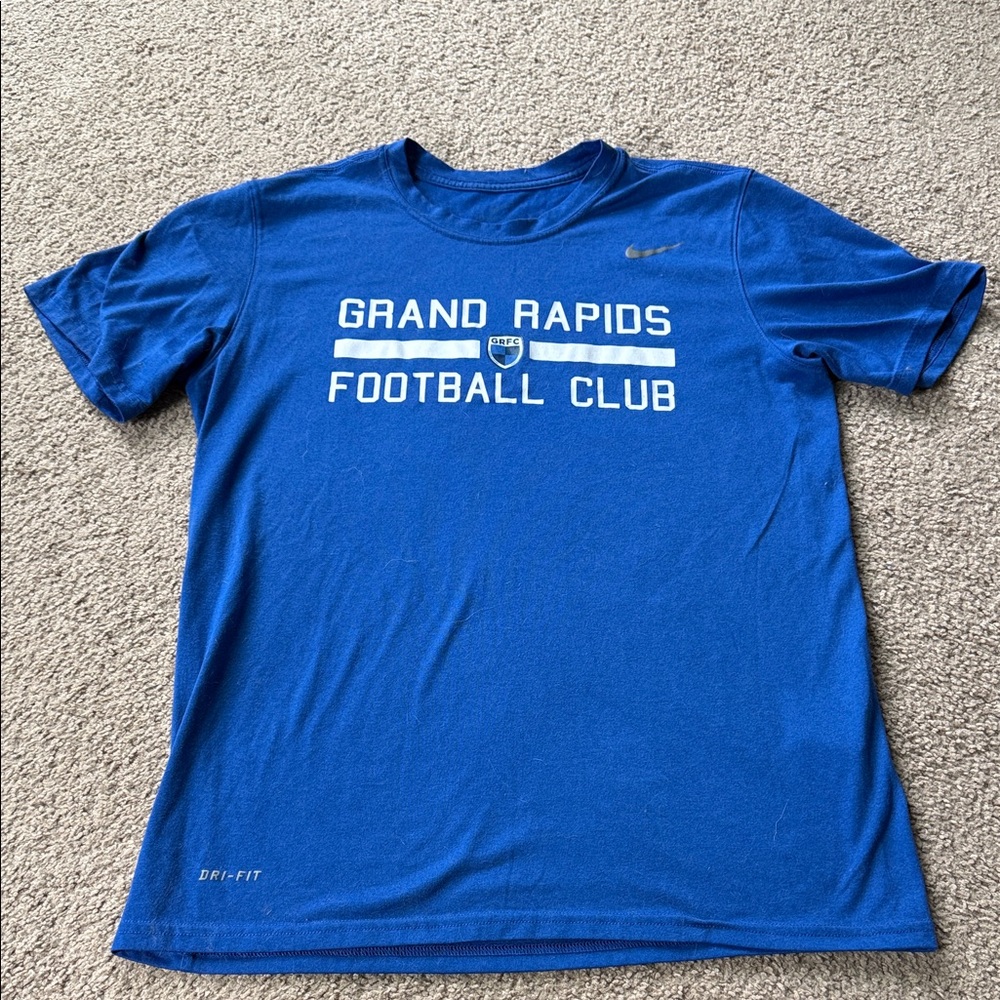 GRAND RAPIDS
GRFC
FOOTBALL CLUB
DRI-FIT